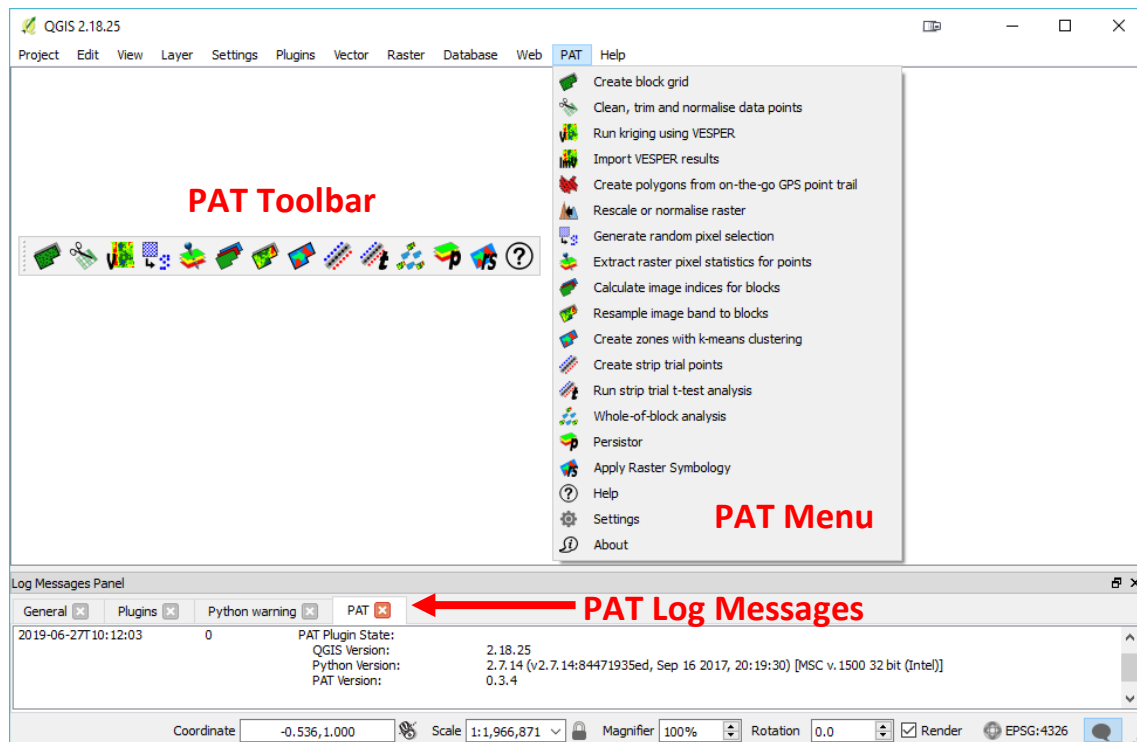 QGIS 2.18.25
Project Edit View Layer Settings Plugins Vector Raster Database Web PAT Help
Create block grid
Clean, trim and normalise data points
Run kriging using VESPER
Import VESPER results
Create polygons from on-the-go GPS point trail
Rescale or normalise raster
Generate random pixel selection
Extract raster pixel statistics for points
Calculate image indices for blocks
Resample image band to blocks
Create zones with k-means clustering
Create strip trial points
Run strip trial t-test analysis
Whole-of-block analysis
Persistor
Apply Raster Symbology
Help
Settings
About
PAT Toolbar
PAT Menu
Log Messages Panel
General Plugins Python warning PAT
PAT Log Messages
2019-06-27T10:12:03 0 PAT Plugin State:
QGIS Version: 2.18.25
Python Version: 2.7.14 (v2.7.14:84471935ed, Sep 16 2017, 20:19:30) [MSC v.1500 32 bit (Intel)]
PAT Version: 0.3.4
Coordinate -0.536,1.000 Scale 1:1,966,871 Magnifier 100% Rotation 0.0 Render EPSG:4326